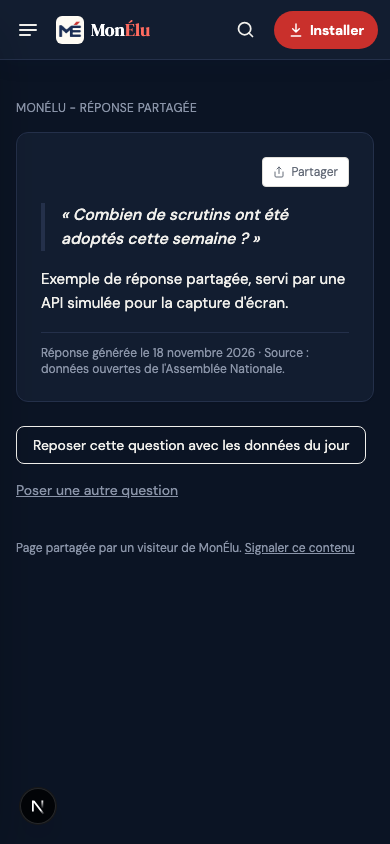 MÉ MonÉlu
Installer
MONÉLU – RÉPONSE PARTAGÉE
Partager
« Combien de scrutins ont été
adoptés cette semaine ? »
Exemple de réponse partagée, servi par une
API simulée pour la capture d'écran.
Réponse générée le 18 novembre 2026 · Source :
données ouvertes de l'Assemblée Nationale.
Reposer cette question avec les données du jour
Poser une autre question
Page partagée par un visiteur de MonÉlu. Signaler ce contenu
N